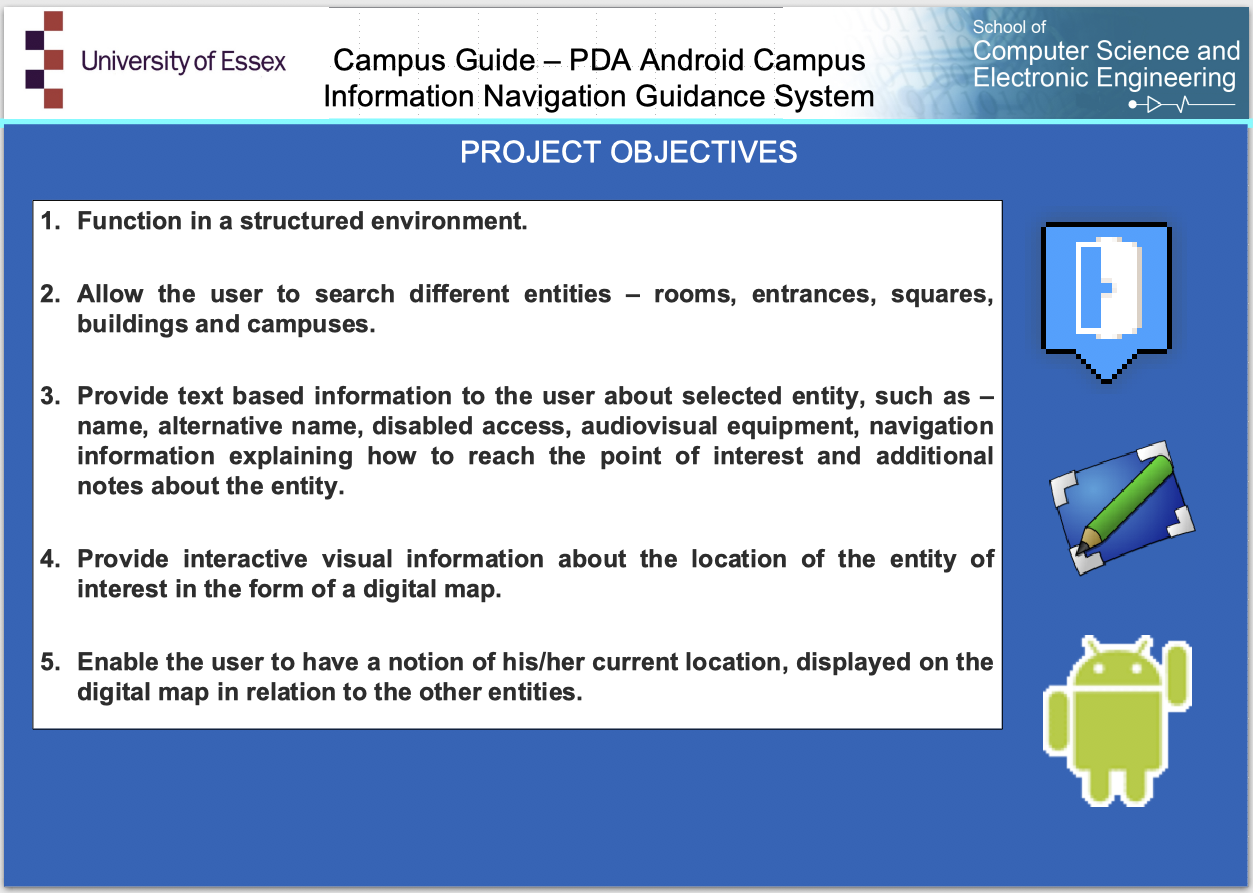 University of Essex
Campus Guide – PDA Android Campus
Information Navigation Guidance System
School of
Computer Science and
Electronic Engineering
PROJECT OBJECTIVES
1. Function in a structured environment.
2. Allow the user to search different entities – rooms, entrances, squares,
buildings and campuses.
3. Provide text based information to the user about selected entity, such as –
name, alternative name, disabled access, audiovisual equipment, navigation
information explaining how to reach the point of interest and additional
notes about the entity.
4. Provide interactive visual information about the location of the entity of
interest in the form of a digital map.
5. Enable the user to have a notion of his/her current location, displayed on the
digital map in relation to the other entities.